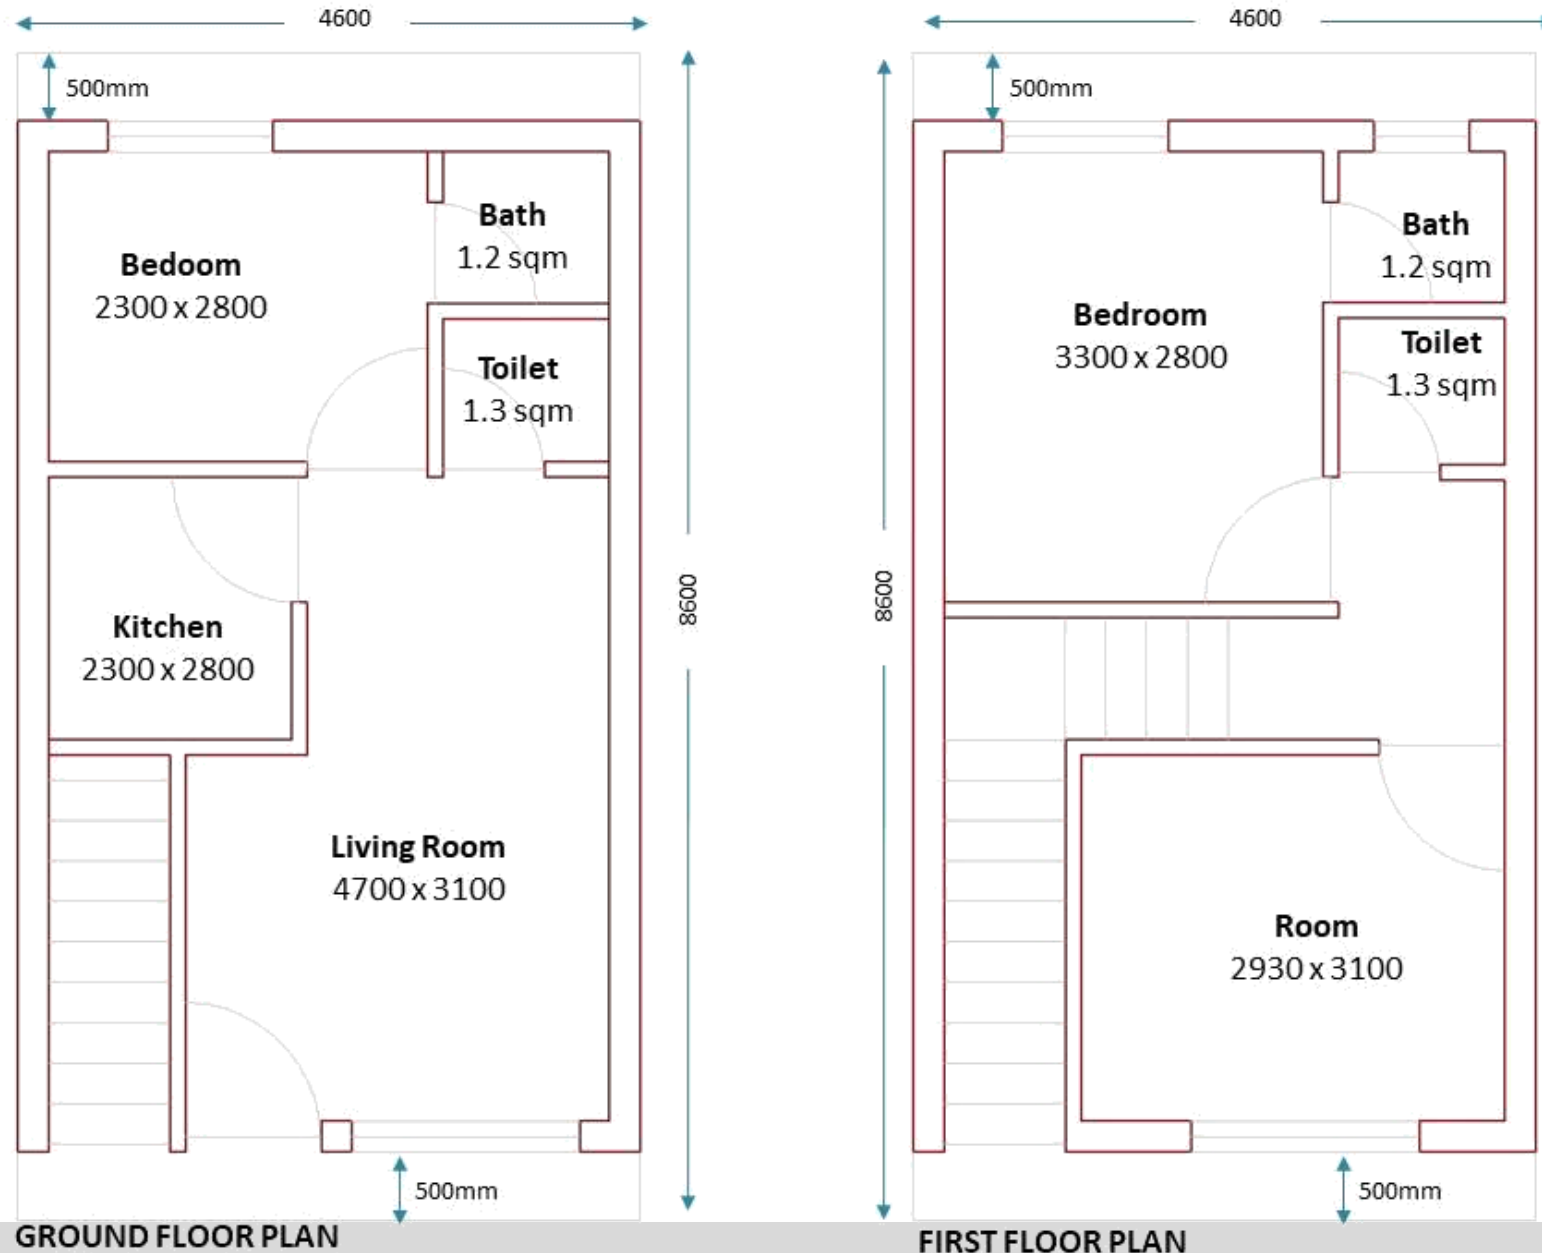 4600
500mm
Bath
1.2 sqm
Bedoom
2300 x 2800
Toilet
1.3 sqm
8600
Kitchen
2300 x 2800
Living Room
4700 x 3100
500mm
GROUND FLOOR PLAN
4600
500mm
Bath
1.2 sqm
Bedroom
3300 x 2800
Toilet
1.3 sqm
8600
Room
2930 x 3100
500mm
FIRST FLOOR PLAN